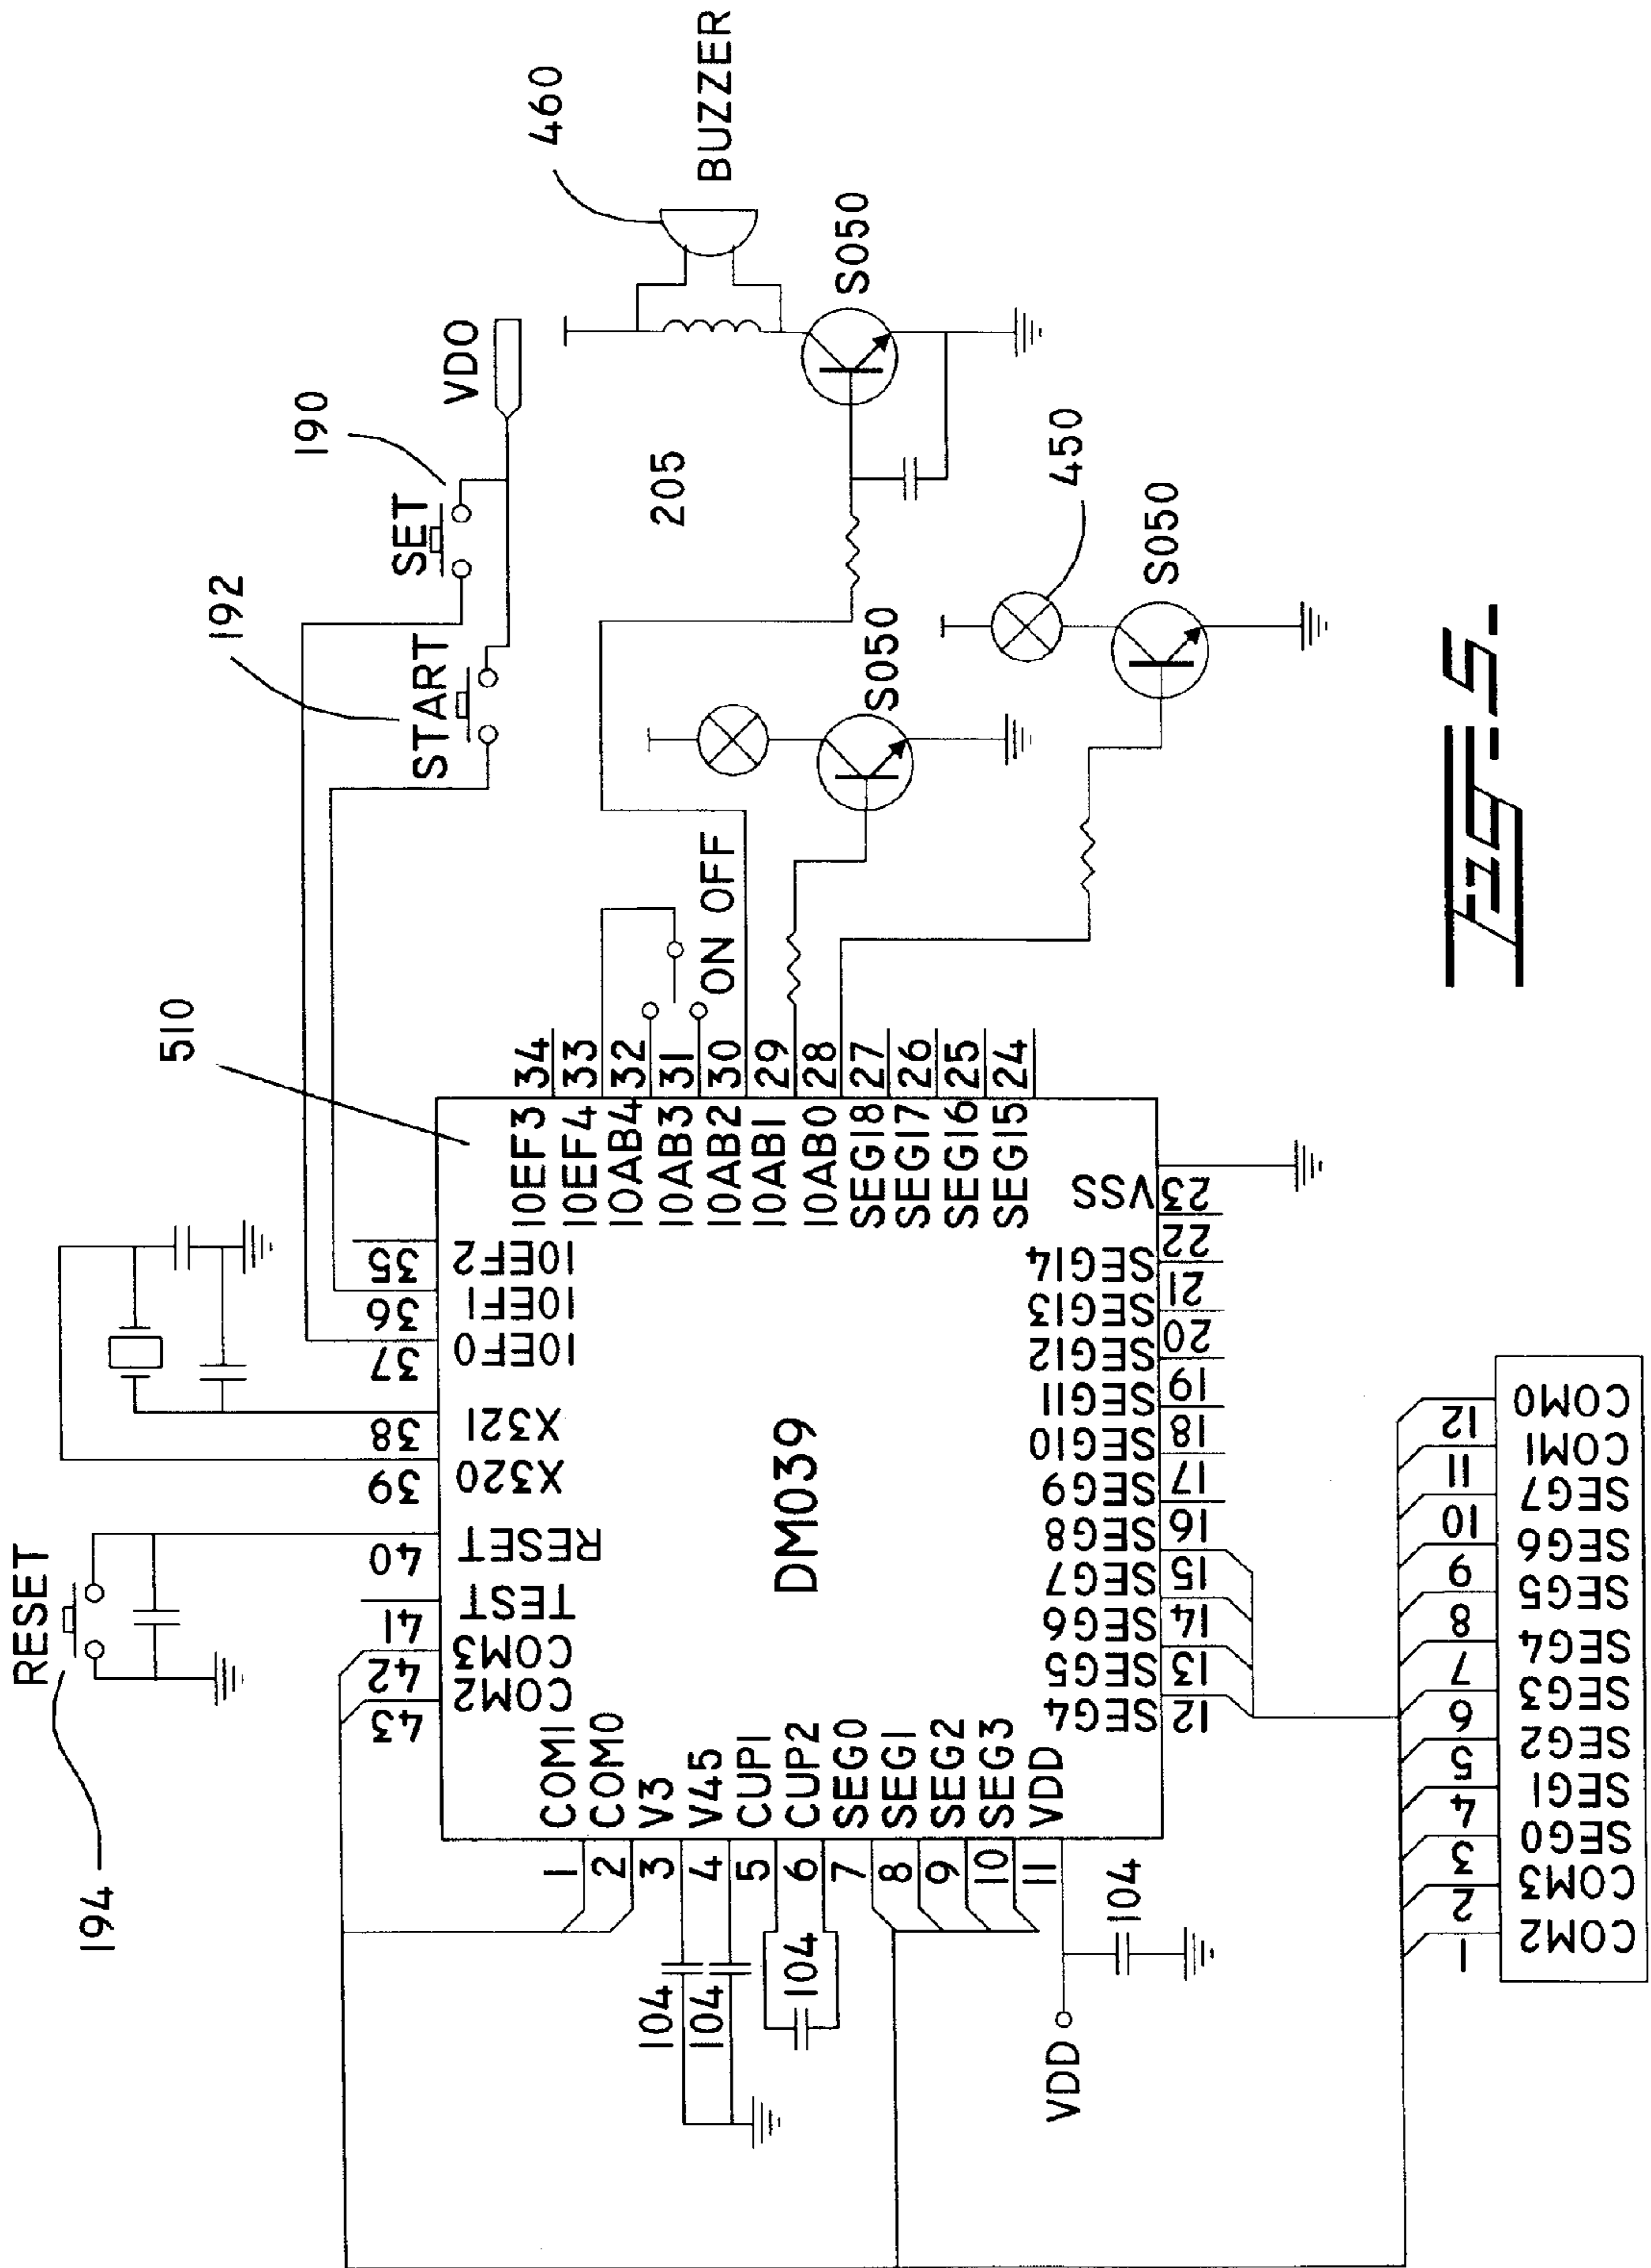 RESET
194
510
192
190
START
SET
VDO
460
BUZZER
205
S050
S050
450
S050
ON OFF
DM039
43 COM2
42 COM3
41 TEST
40 RESET
39 X320
38 X321
37 IOEF0
36 IOEF1
35 IOEF2
IOEF3 34
IOEF4 33
IOAB4 32
IOAB3 31
IOAB2 30
IOAB1 29
IOAB0 28
SEG18 27
SEG17 26
SEG16 25
SEG15 24
1 COM1
2 COM0
3 V3
4 V45
5 CUP1
6 CUP2
7 SEG0
8 SEG1
9 SEG2
10 SEG3
11 VDD
104
104
104
104
VDD
SEG4 12
SEG5 13
SEG6 14
SEG7 15
SEG8 16
SEG9 17
SEG10 18
SEG11 19
SEG12 20
SEG13 21
SEG14 22
VSS 23
1 COM2
2 COM3
3 SEG0
4 SEG1
5 SEG2
6 SEG3
7 SEG4
8 SEG5
9 SEG6
10 SEG7
11 COM1
12 COM0
FIG-5-